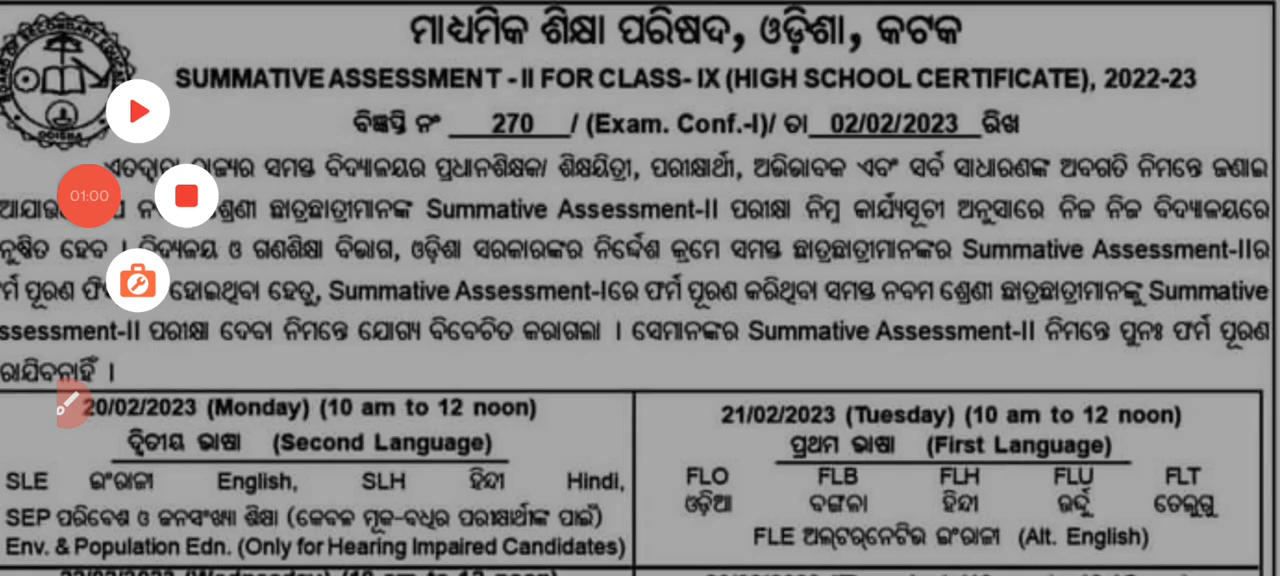 ମାଧ୍ୟମିକ ଶିକ୍ଷା ପରିଷଦ, ଓଡ଼ିଶା, କଟକ
SUMMATIVE ASSESSMENT - II FOR CLASS- IX (HIGH SCHOOL CERTIFICATE), 2022-23
ବିଜ୍ଞପ୍ତି ନଂ 270 / (Exam. Conf.-I)/ ତା 02/02/2023 ରିଖ
ରାଜ୍ୟର ସମସ୍ତ ବିଦ୍ୟାଳୟର ପ୍ରଧାନଶିକ୍ଷକ/ ଶିକ୍ଷୟିତ୍ରୀ, ପରୀକ୍ଷାର୍ଥୀ, ଅଭିଭାବକ ଏବଂ ସର୍ବ ସାଧାରଣଙ୍କ ଅବଗତି ନିମନ୍ତେ ଜଣାଇ
01:00
ଶ୍ରେଣୀ ଛାତ୍ରଛାତ୍ରୀମାନଙ୍କ Summative Assessment-II ପରୀକ୍ଷା ନିମ୍ନ କାର୍ଯ୍ୟସୂଚୀ ଅନୁସାରେ ନିଜ ନିଜ ବିଦ୍ୟାଳୟରେ
ନୁଷ୍ଠିତ ହେବ । ବିଦ୍ୟାଳୟ ଓ ଗଣଶିକ୍ଷା ବିଭାଗ, ଓଡ଼ିଶା ସରକାରଙ୍କର ନିର୍ଦ୍ଦେଶ କ୍ରମେ ସମସ୍ତ ଛାତ୍ରଛାତ୍ରୀମାନଙ୍କର Summative Assessment-IIର
ର୍ମ ପୂରଣ ହୋଇଥିବା ହେତୁ, Summative Assessment-Iରେ ଫର୍ମ ପୂରଣ କରିଥିବା ସମସ୍ତ ନବମ ଶ୍ରେଣୀ ଛାତ୍ରଛାତ୍ରୀମାନଙ୍କୁ Summative
ssessment-II ପରୀକ୍ଷା ଦେବା ନିମନ୍ତେ ଯୋଗ୍ୟ ବିବେଚିତ କରାଗଲା । ସେମାନଙ୍କର Summative Assessment-II ନିମନ୍ତେ ପୁନଃ ଫର୍ମ ପୂରଣ
ରାଯିବନାହିଁ ।
20/02/2023 (Monday) (10 am to 12 noon)
ଦ୍ୱିତୀୟ ଭାଷା (Second Language)
SLE ଇଂରାଜୀ English, SLH ହିନ୍ଦୀ Hindi,
SEP ପରିବେଶ ଓ ଜନସଂଖ୍ୟା ଶିକ୍ଷା (କେବଳ ମୂକ-ବଧିର ପରୀକ୍ଷାର୍ଥୀଙ୍କ ପାଇଁ)
Env. & Population Edn. (Only for Hearing Impaired Candidates)
21/02/2023 (Tuesday) (10 am to 12 noon)
ପ୍ରଥମ ଭାଷା (First Language)
FLO FLB FLH FLU FLT
ଓଡ଼ିଆ ବଙ୍ଗଳା ହିନ୍ଦୀ ଉର୍ଦ୍ଦୁ ତେଲୁଗୁ
FLE ଅଲ୍‌ଟରନେଟିଭ ଇଂରାଜୀ (Alt. English)